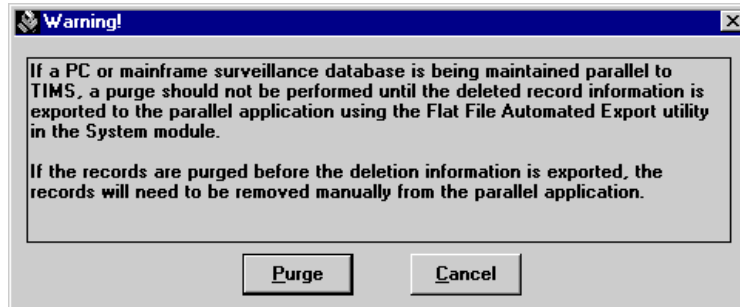 Warning!
If a PC or mainframe surveillance database is being maintained parallel to
TIMS, a purge should not be performed until the deleted record information is
exported to the parallel application using the Flat File Automated Export utility
in the System module.
If the records are purged before the deletion information is exported, the
records will need to be removed manually from the parallel application.
Purge Cancel